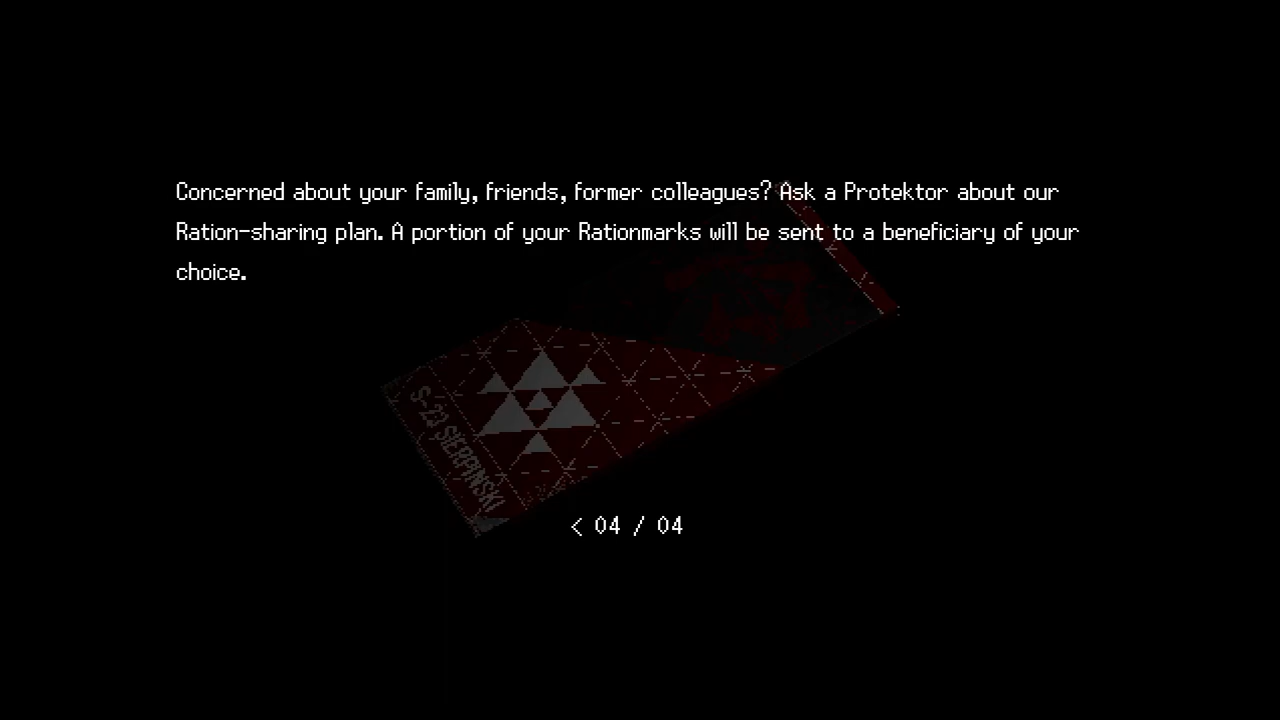 Concerned about your family, friends, former colleagues? Ask a Protektor about our
Ration-sharing plan. A portion of your Rationmarks will be sent to a beneficiary of your
choice.
S-23 SIERPINSKI
< 04 / 04